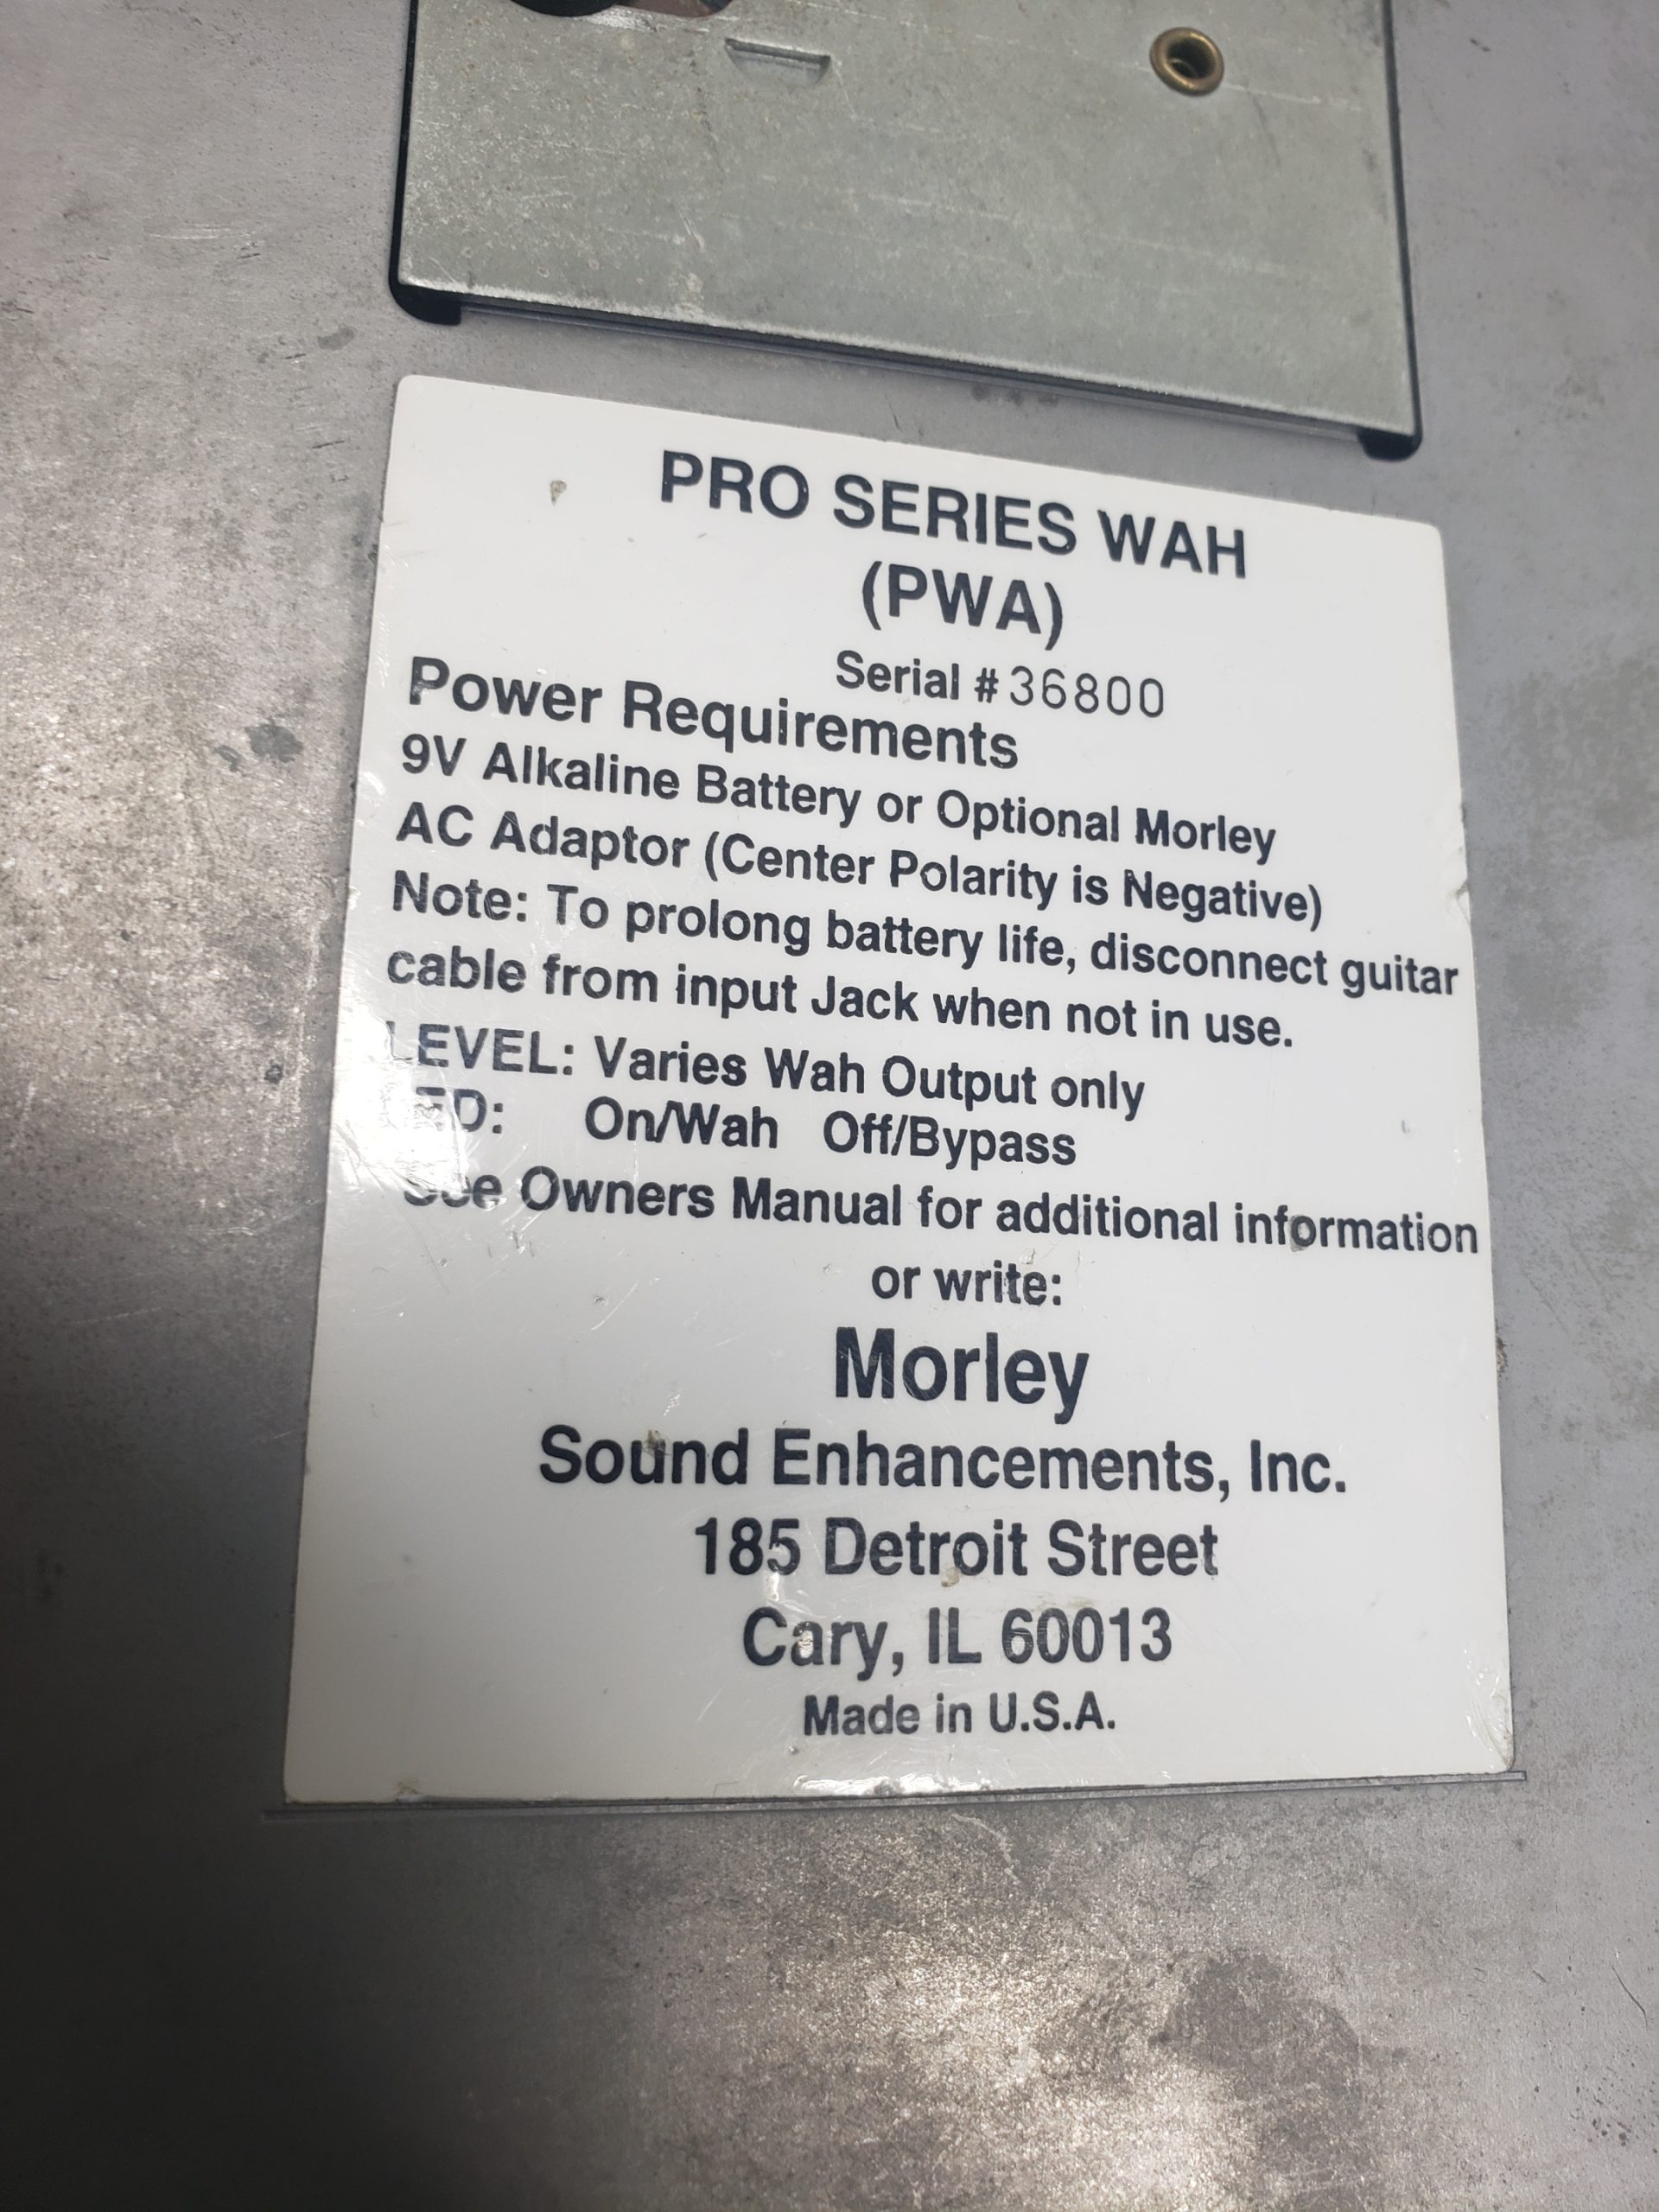 PRO SERIES WAH
(PWA)
Serial # 36800
Power Requirements
9V Alkaline Battery or Optional Morley
AC Adaptor (Center Polarity is Negative)
Note: To prolong battery life, disconnect guitar
cable from input Jack when not in use.
LEVEL: Varies Wah Output only
LED: On/Wah Off/Bypass
See Owners Manual for additional information
or write:
Morley
Sound Enhancements, Inc.
185 Detroit Street
Cary, IL 60013
Made in U.S.A.